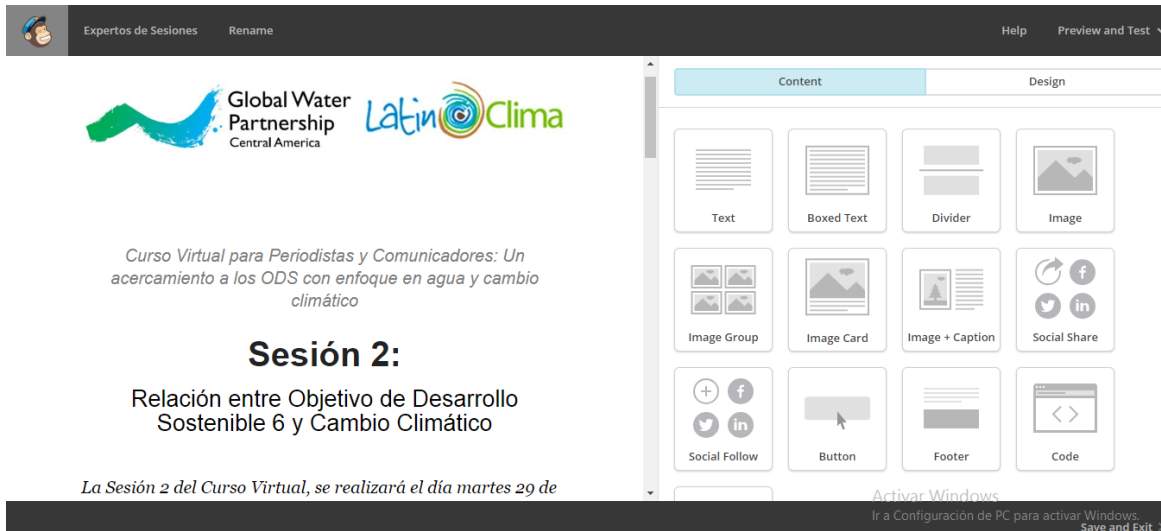 Expertos de Sesiones Rename Help Preview and Test
Global Water
Partnership
Central America
LatinClima
Content Design
Curso Virtual para Periodistas y Comunicadores: Un
acercamiento a los ODS con enfoque en agua y cambio
climático
Sesión 2:
Relación entre Objetivo de Desarrollo
Sostenible 6 y Cambio Climático
La Sesión 2 del Curso Virtual, se realizará el día martes 29 de
Text Boxed Text Divider Image
Image Group Image Card Image + Caption Social Share
Social Follow Button Footer Code
Activar Windows
Ir a Configuración de PC para activar Windows.
Save and Exit